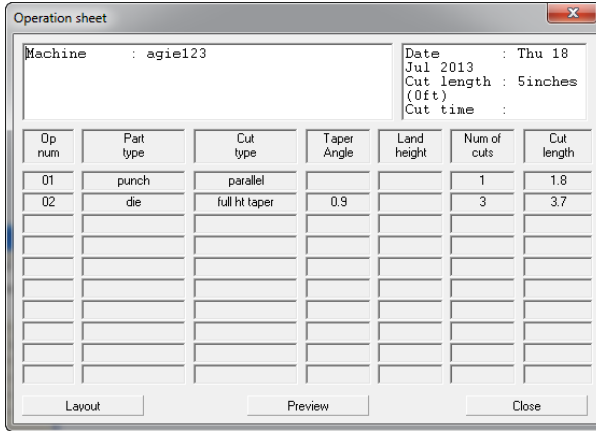 Operation sheet
Machine : agie123
Date : Thu 18
Jul 2013
Cut length : 5inches
(0ft)
Cut time :
Op num Part type Cut type Taper Angle Land height Num of cuts Cut length
01 punch parallel 1 1.8
02 die full ht taper 0.9 3 3.7
Layout Preview Close